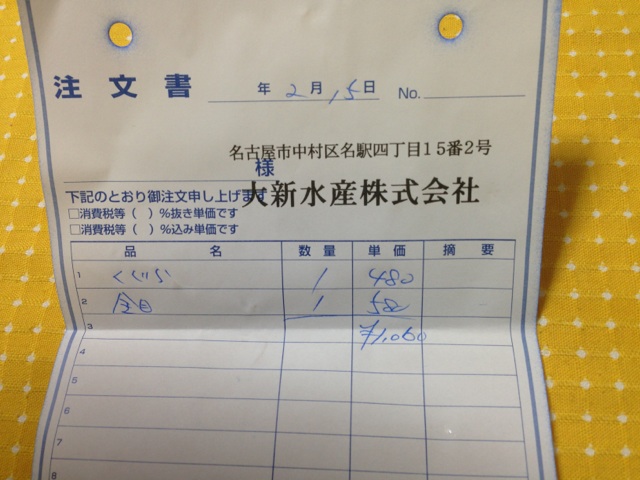 注文書 年 2月 15日 No.
名古屋市中村区名駅四丁目15番2号
様
大新水産株式会社
下記のとおり御注文申し上げます
□消費税等( )%抜き単価です
□消費税等( )%込み単価です
品 名 数量 単価 摘要
1 くじら 1 480
2 金目 1 580
3 ¥1,060
4
5
6
7
8